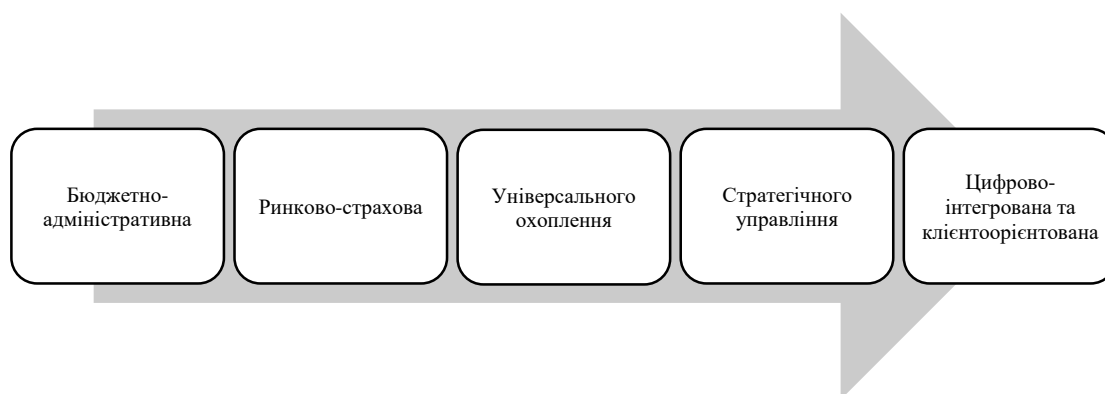 Бюджетно-
адміністративна
Ринково-страхова
Універсального
охоплення
Стратегічного
управління
Цифрово-
інтегрована та
клієнтоорієнтована